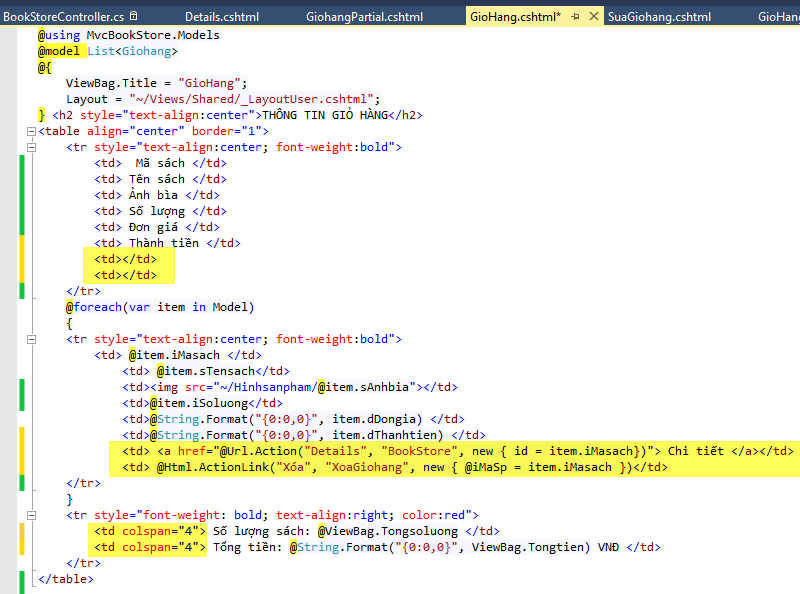 BookStoreController.cs Details.cshtml GiohangPartial.cshtml GioHang.cshtml* SuaGiohang.cshtml GioHang
@using MvcBookStore.Models
@model List<Giohang>
@{
ViewBag.Title = "GioHang";
Layout = "~/Views/Shared/_LayoutUser.cshtml";
} <h2 style="text-align:center">THÔNG TIN GIỎ HÀNG</h2>
<table align="center" border="1">
<tr style="text-align:center; font-weight:bold">
<td> Mã sách </td>
<td> Tên sách </td>
<td> Ảnh bìa </td>
<td> Số lượng </td>
<td> Đơn giá </td>
<td> Thành tiền </td>
<td></td>
<td></td>
</tr>
@foreach(var item in Model)
{
<tr style="text-align:center; font-weight:bold">
<td> @item.iMasach </td>
<td> @item.sTensach</td>
<td><img src="~/Hinhsanpham/@item.sAnhbia"></td>
<td>@item.iSoluong</td>
<td>@String.Format("{0:0,0}", item.dDongia) </td>
<td>@String.Format("{0:0,0}", item.dThanhtien) </td>
<td> <a href="@Url.Action("Details", "BookStore", new { id = item.iMasach})"> Chi tiết </a></td>
<td> @Html.ActionLink("Xóa", "XoaGiohang", new { @iMaSp = item.iMasach })</td>
</tr>
}
<tr style="font-weight: bold; text-align:right; color:red">
<td colspan="4"> Số lượng sách: @ViewBag.Tongsoluong </td>
<td colspan="4"> Tổng tiền: @String.Format("{0:0,0}", ViewBag.Tongtien) VNĐ </td>
</tr>
</table>